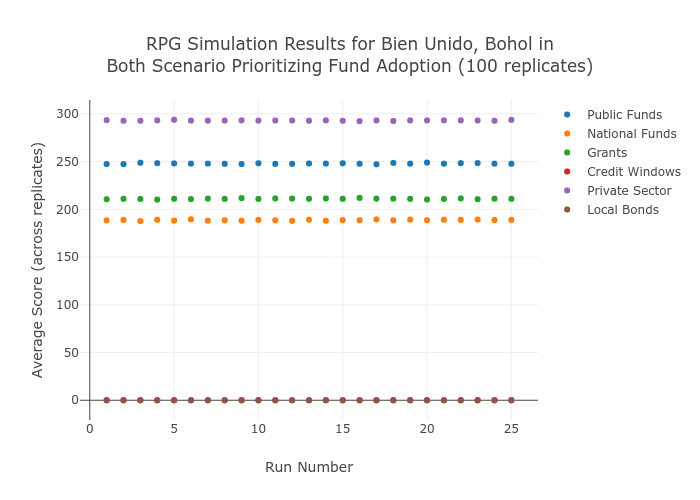 RPG Simulation Results for Bien Unido, Bohol in
Both Scenario Prioritizing Fund Adoption (100 replicates)
Average Score (across replicates)
300
250
200
150
100
50
0
0
5
10
15
20
25
Run Number
Public Funds
National Funds
Grants
Credit Windows
Private Sector
Local Bonds